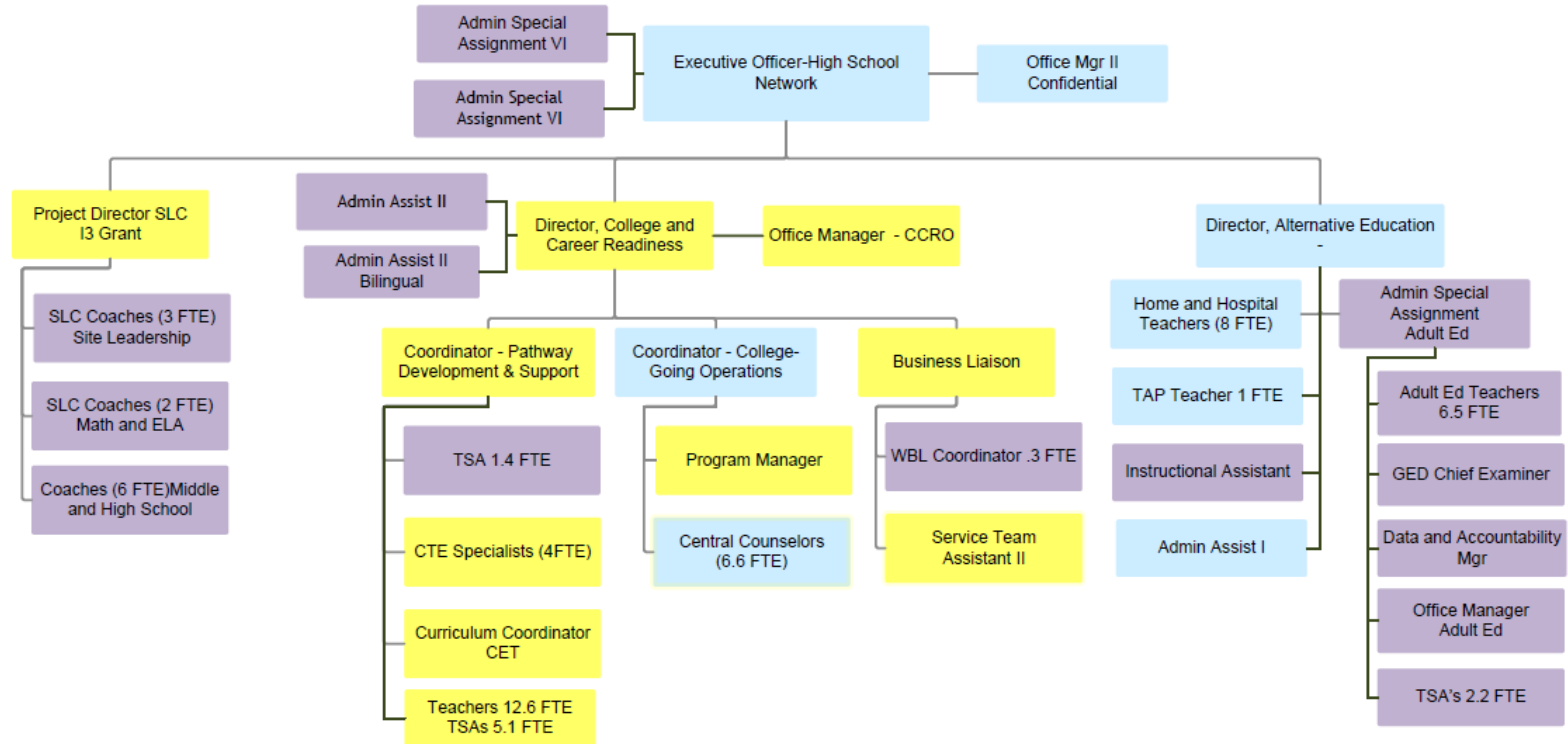 Admin Special
Assignment VI
Executive Officer-High School
Network
Office Mgr II
Confidential
Admin Special
Assignment VI
Project Director SLC
I3 Grant
SLC Coaches (3 FTE)
Site Leadership
SLC Coaches (2 FTE)
Math and ELA
Coaches (6 FTE)Middle
and High School
Admin Assist II
Admin Assist II
Bilingual
Director, College and
Career Readiness
Office Manager - CCRO
Coordinator - Pathway
Development & Support
TSA 1.4 FTE
CTE Specialists (4FTE)
Curriculum Coordinator
CET
Teachers 12.6 FTE
TSAs 5.1 FTE
Coordinator - College-
Going Operations
Program Manager
Central Counselors
(6.6 FTE)
Business Liaison
WBL Coordinator .3 FTE
Service Team
Assistant II
Director, Alternative Education
-
Home and Hospital
Teachers (8 FTE)
TAP Teacher 1 FTE
Instructional Assistant
Admin Assist I
Admin Special
Assignment
Adult Ed
Adult Ed Teachers
6.5 FTE
GED Chief Examiner
Data and Accountability
Mgr
Office Manager
Adult Ed
TSA's 2.2 FTE